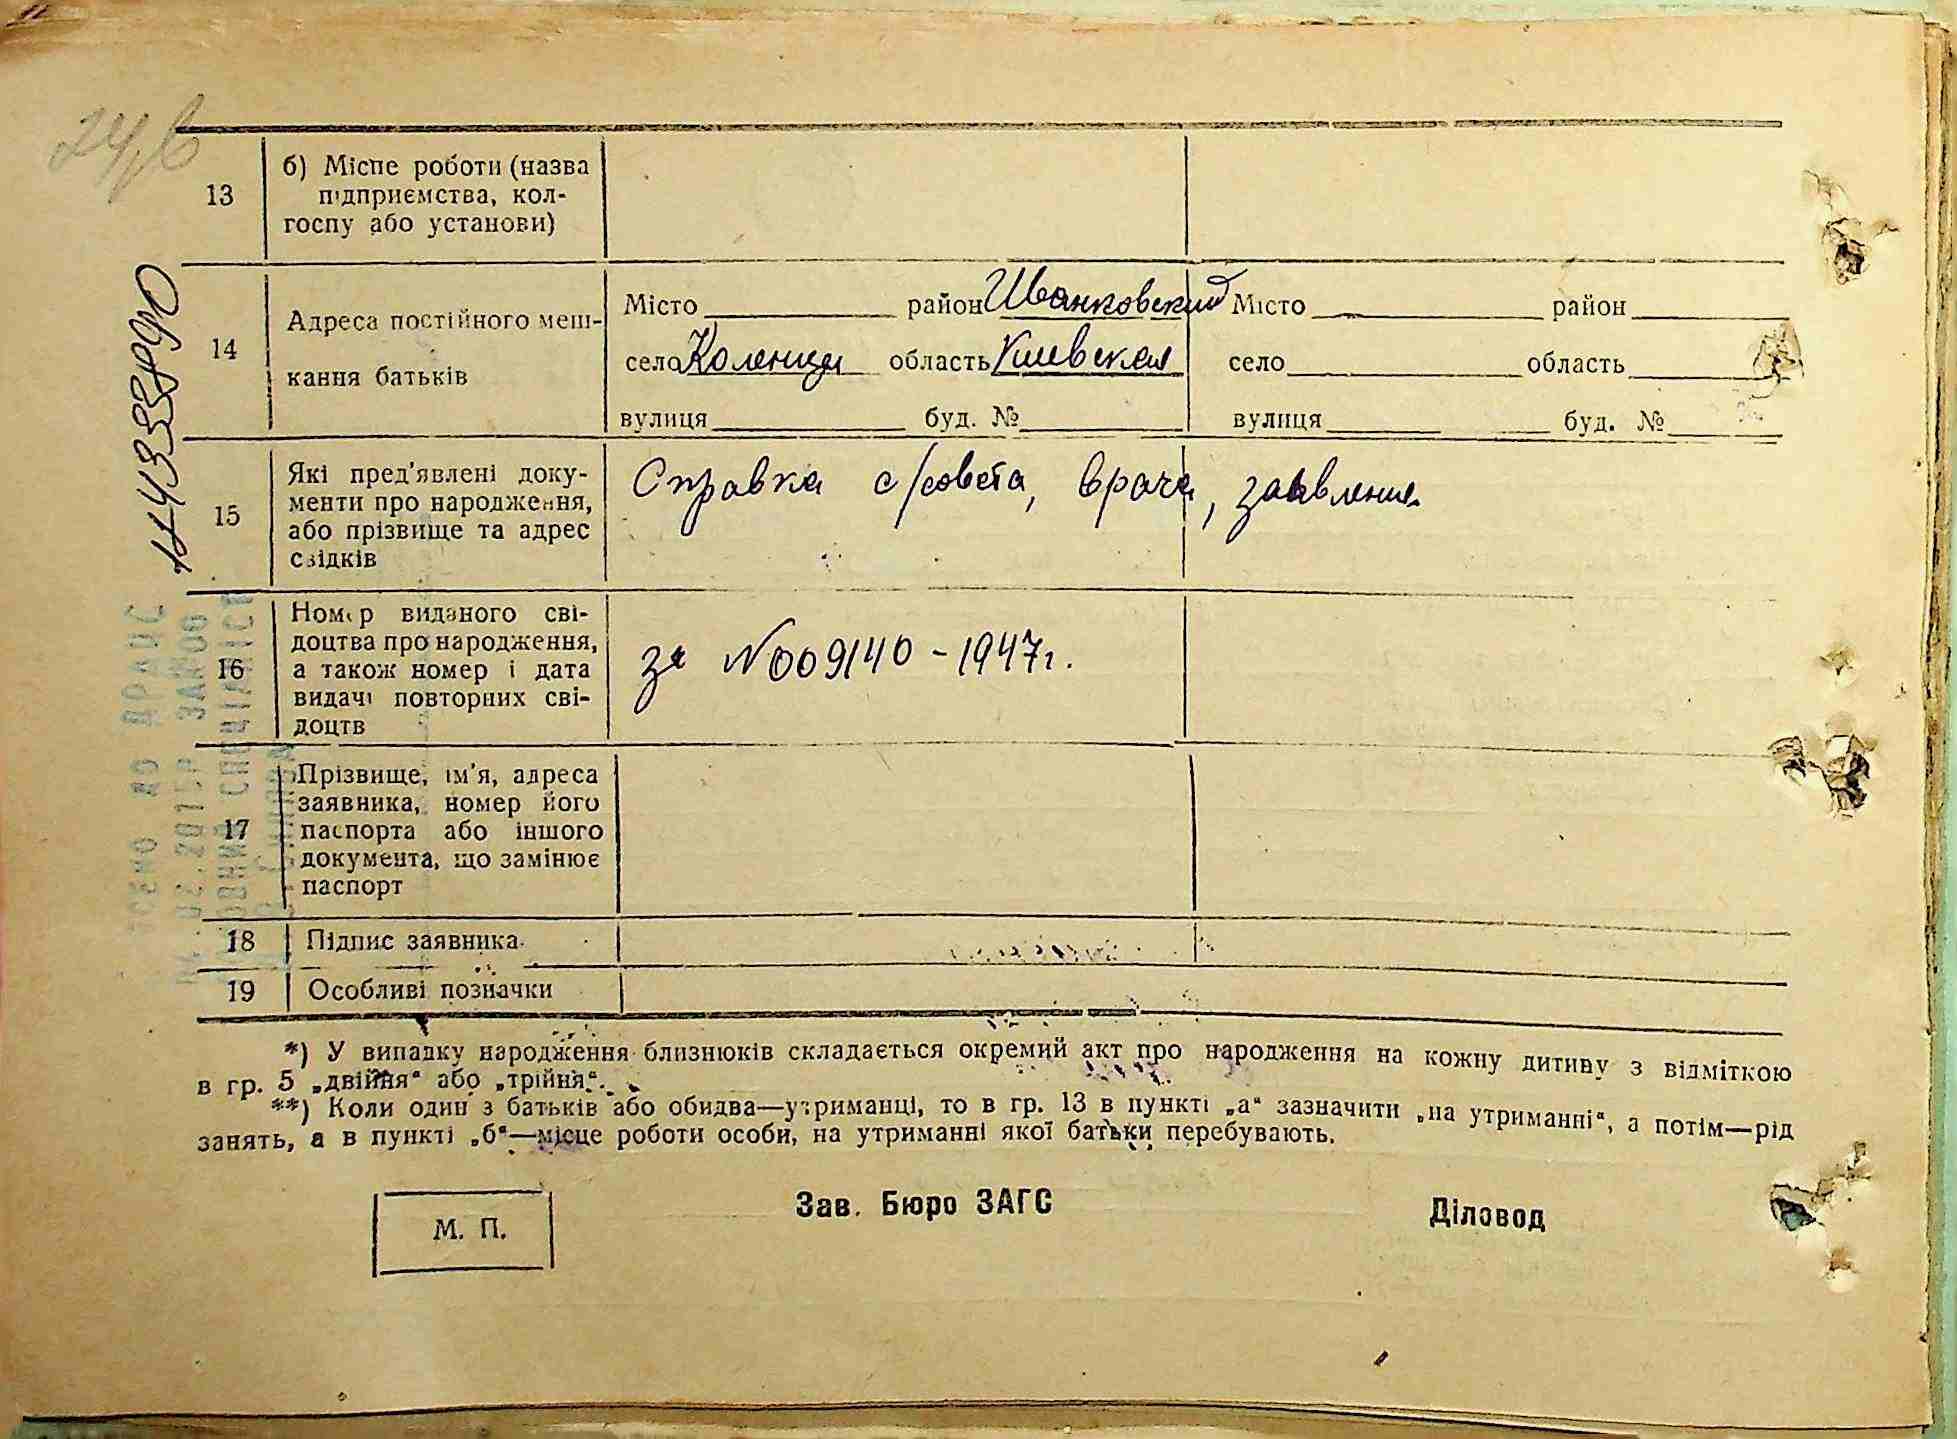 24,в
13 б) Міспе роботи (назва
підприємства, кол-
госпу або установи)
14 Адреса постійного меш-
кання батьків
Місто район Иванковский Місто район
село Коленцы область Киевская село область
вулиця буд. № вулиця буд. №
15 Які пред'явлені доку-
менти про народження,
або прізвище та адрес
свідків
Справка с/совета, врача, заявление
16 Номер виданого сві-
доцтва про народження,
а також номер і дата
видачі повторних сві-
доцтв
за №009140-1947г.
17 Прізвище, ім'я, адреса
заявника, номер його
паспорта або іншого
документа, що замінює
паспорт
18 Підпис заявника
19 Особливі позначки
*) У випадку народження близнюків складається окремий акт про народження на кожну дитину з відміткою
в гр. 5 „двійня“ або „трійня“.
**) Коли один з батьків або обидва—утриманці, то в гр. 13 в пункті „а“ зазначити „на утриманні“, а потім—рід
занять, а в пункті „б“—місце роботи особи, на утриманні якої батьки перебувають.
М. П.
Зав. Бюро ЗАГС
Діловод